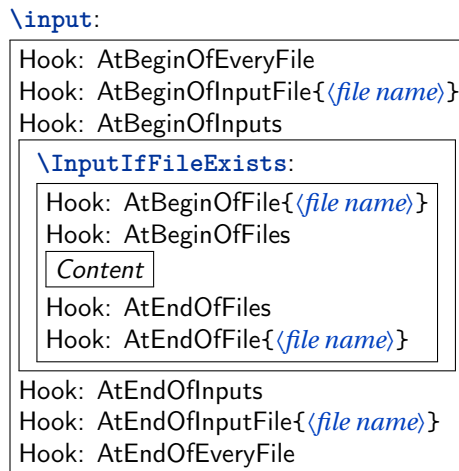 \input:
Hook: AtBeginOfEveryFile
Hook: AtBeginOfInputFile{⟨file name⟩}
Hook: AtBeginOfInputs
\InputIfFileExists:
Hook: AtBeginOfFile{⟨file name⟩}
Hook: AtBeginOfFiles
Content
Hook: AtEndOfFiles
Hook: AtEndOfFile{⟨file name⟩}
Hook: AtEndOfInputs
Hook: AtEndOfInputFile{⟨file name⟩}
Hook: AtEndOfEveryFile